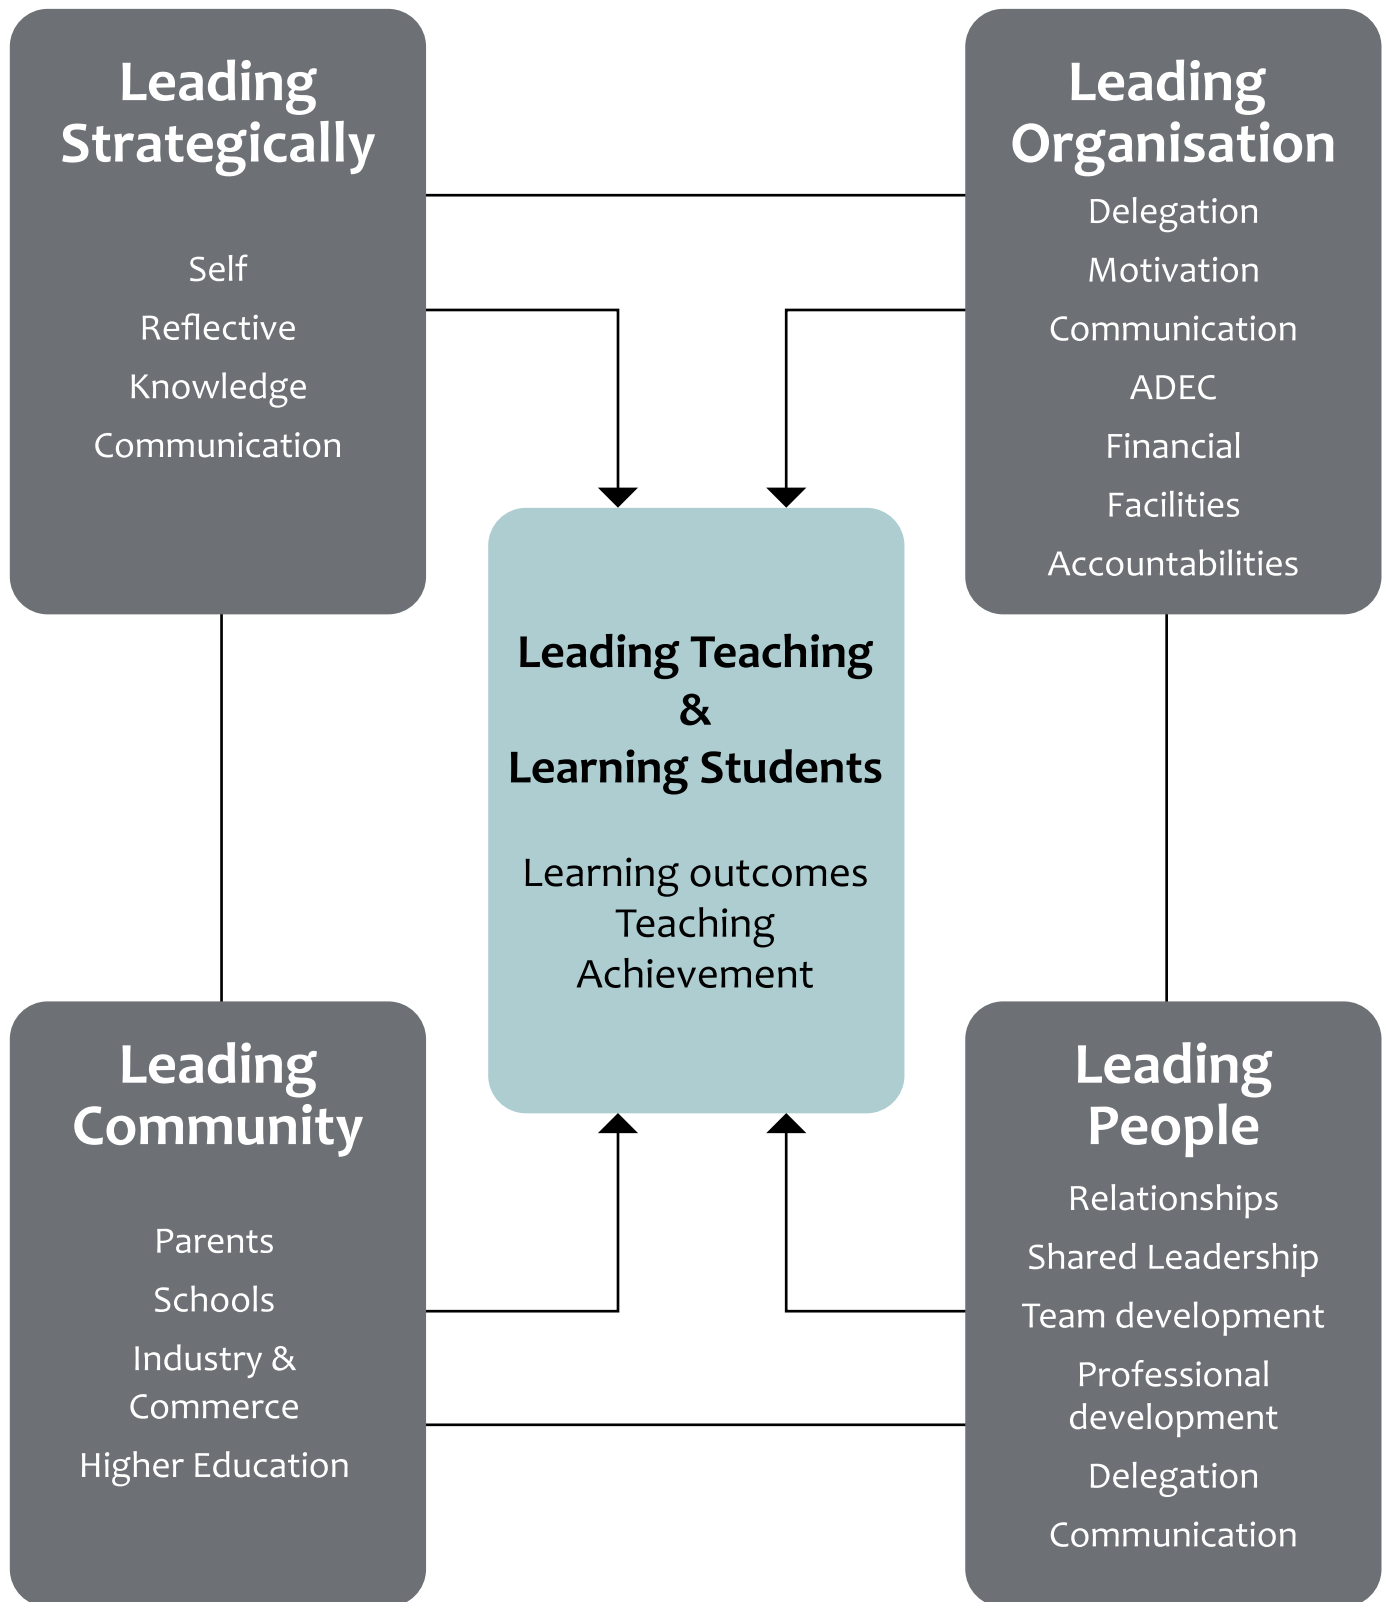 Leading
Strategically
Self
Reflective
Knowledge
Communication
Leading
Organisation
Delegation
Motivation
Communication
ADEC
Financial
Facilities
Accountabilities
Leading Teaching
&
Learning Students
Learning outcomes
Teaching
Achievement
Leading
Community
Parents
Schools
Industry &
Commerce
Higher Education
Leading
People
Relationships
Shared Leadership
Team development
Professional
development
Delegation
Communication